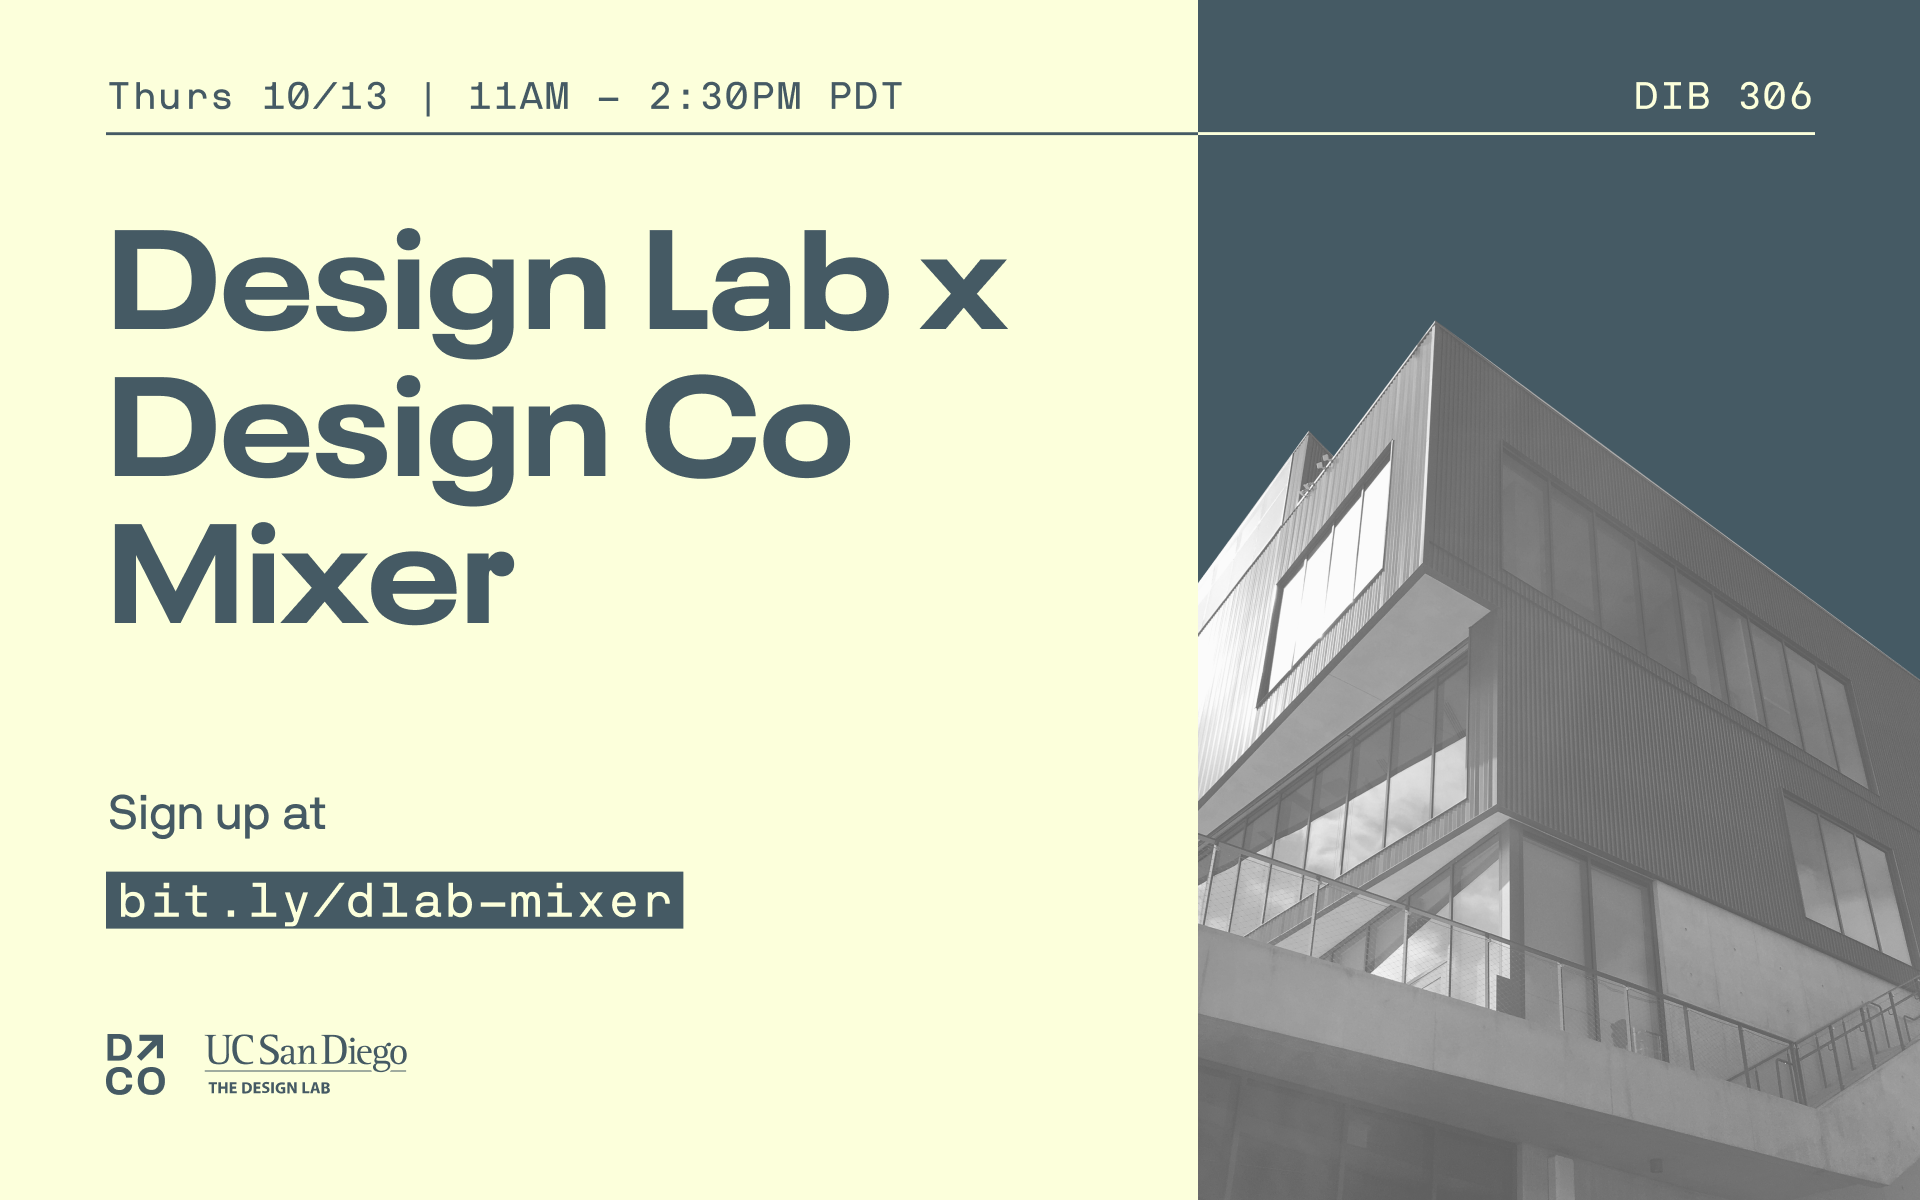 Thurs 10/13 | 11AM – 2:30PM PDT
DIB 306
Design Lab x
Design Co
Mixer
Sign up at
bit.ly/dlab-mixer
D↗
CO
UC San Diego
THE DESIGN LAB